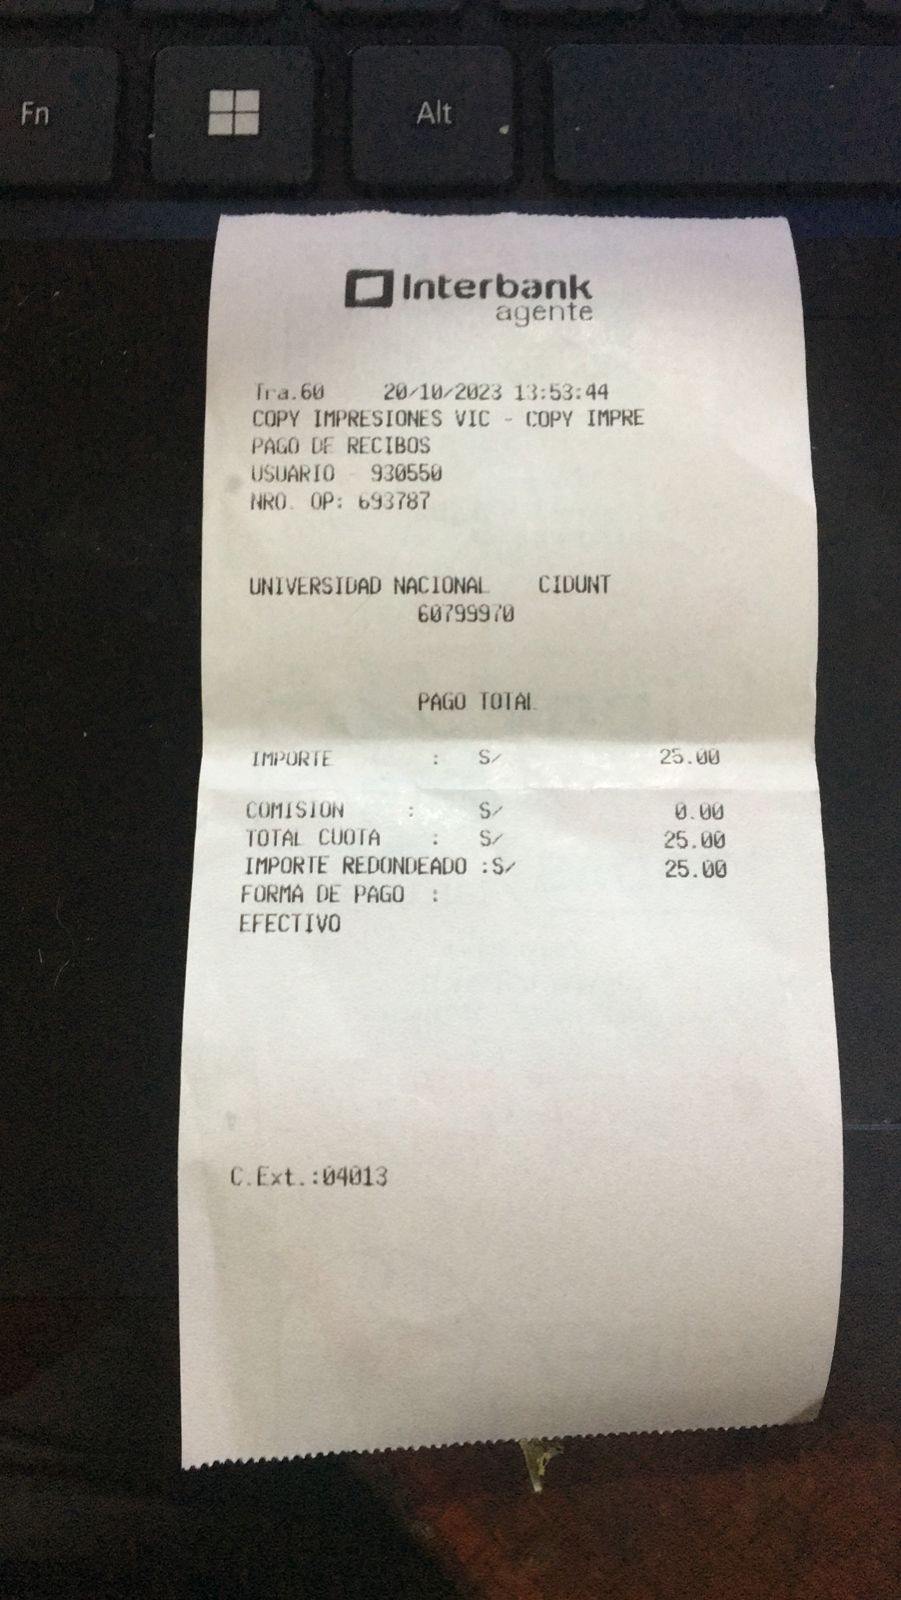 Fn
Alt
Interbank
agente
Tra.60 20/10/2023 13:53:44
COPY IMPRESIONES VIC - COPY IMPRE
PAGO DE RECIBOS
USUARIO - 930550
NRO. OP: 693787
UNIVERSIDAD NACIONAL CIDUNT
60799970
PAGO TOTAL
IMPORTE : S/ 25.00
COMISION : S/ 0.00
TOTAL CUOTA : S/ 25.00
IMPORTE REDONDEADO :S/ 25.00
FORMA DE PAGO :
EFECTIVO
C.Ext.:04013